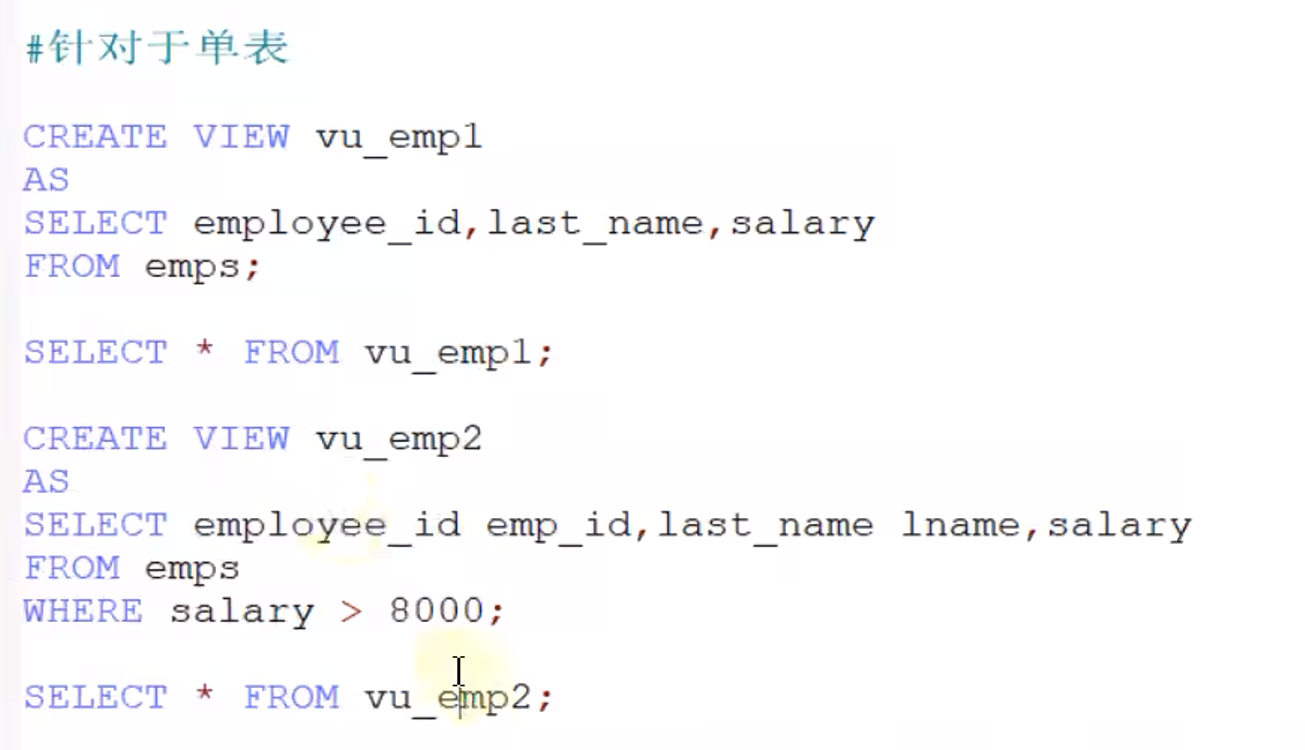 #针对于单表
CREATE VIEW vu_emp1
AS
SELECT employee_id,last_name,salary
FROM emps;
SELECT * FROM vu_emp1;
CREATE VIEW vu_emp2
AS
SELECT employee_id emp_id,last_name lname,salary
FROM emps
WHERE salary > 8000;
SELECT * FROM vu_emp2;